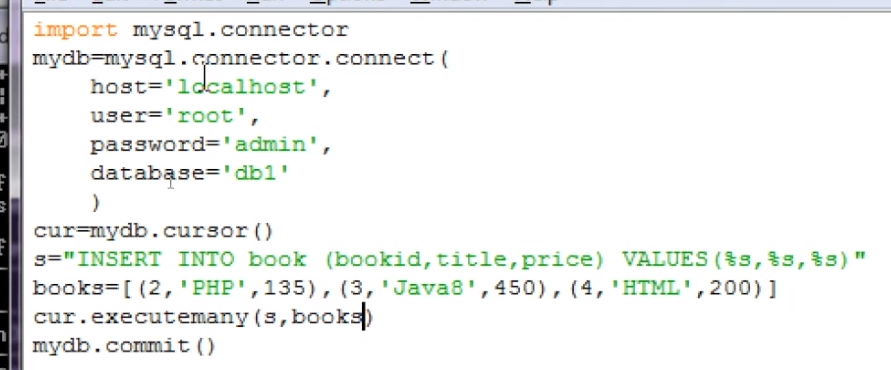 import mysql.connector
mydb=mysql.connector.connect(
    host='localhost',
    user='root',
    password='admin',
    database='db1'
    )
cur=mydb.cursor()
s="INSERT INTO book (bookid,title,price) VALUES(%s,%s,%s)"
books=[(2,'PHP',135),(3,'Java8',450),(4,'HTML',200)]
cur.executemany(s,books)
mydb.commit()